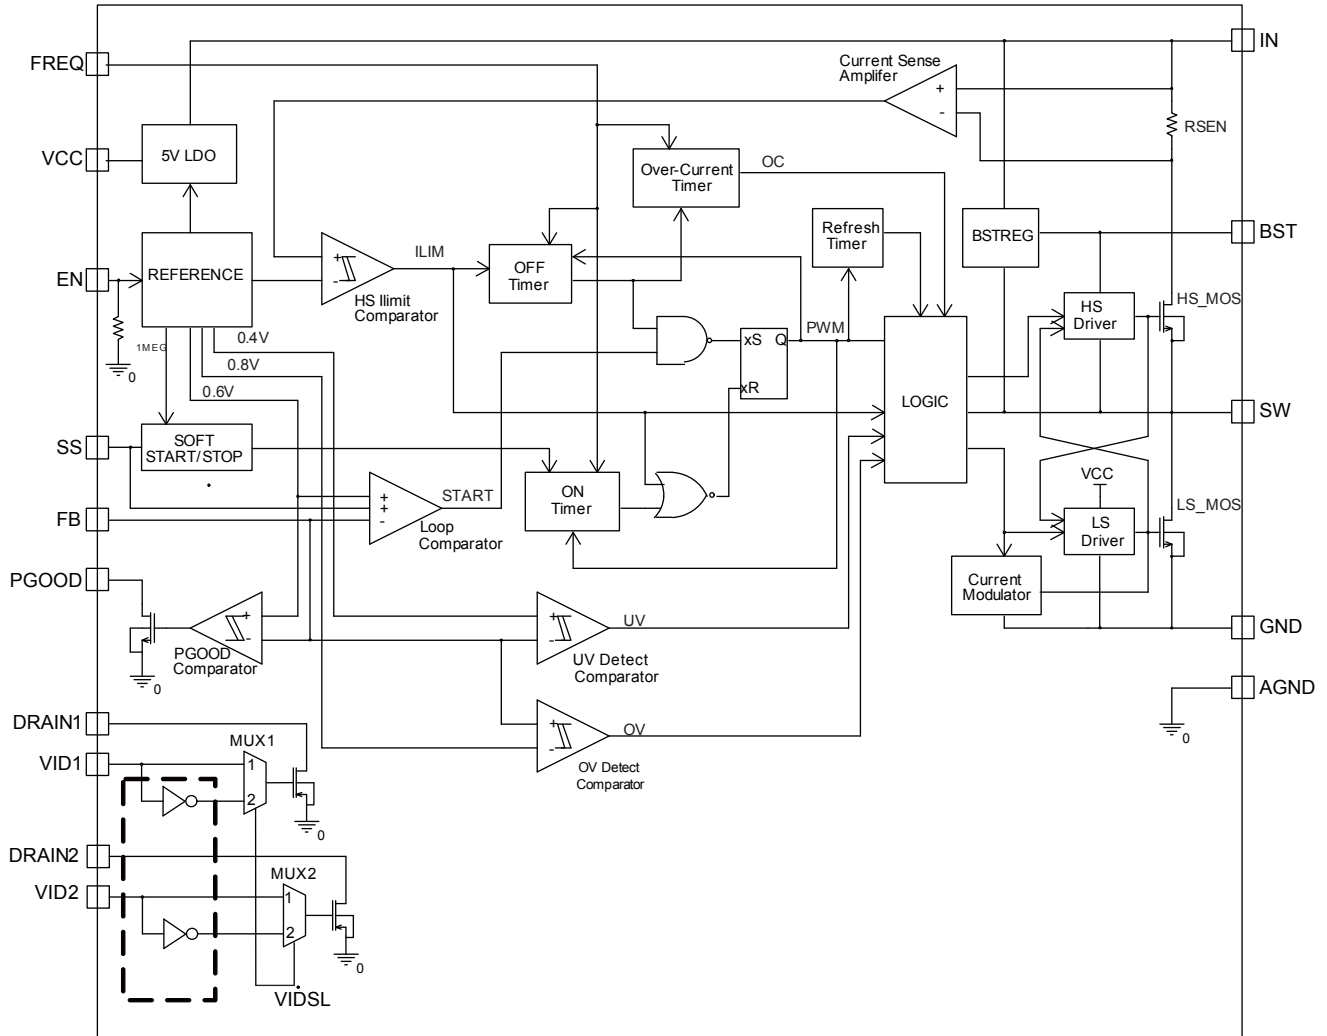 IN
FREQ
Current Sense
Amplifer
+
-
RSEN
VCC
5V LDO
Over-Current
Timer
OC
BST
BSTREG
Refresh
Timer
ILIM
OFF
Timer
+
-
HS Ilimit
Comparator
EN
REFERENCE
HS
Driver
HS_MOS
1MEG
0
0.4V
0.8V
0.6V
PWM
xS
Q
xR
LOGIC
SW
SS
SOFT
START/STOP
.
VCC
START
ON
Timer
+
+
-
Loop
Comparator
FB
LS
Driver
LS_MOS
PGOOD
Current
Modulator
+
-
PGOOD
Comparator
0
+
-
UV
UV Detect
Comparator
GND
AGND
0
DRAIN1
+
-
OV
OV Detect
Comparator
MUX1
VID1
1
2
0
DRAIN2
MUX2
VID2
1
2
0
VIDSL